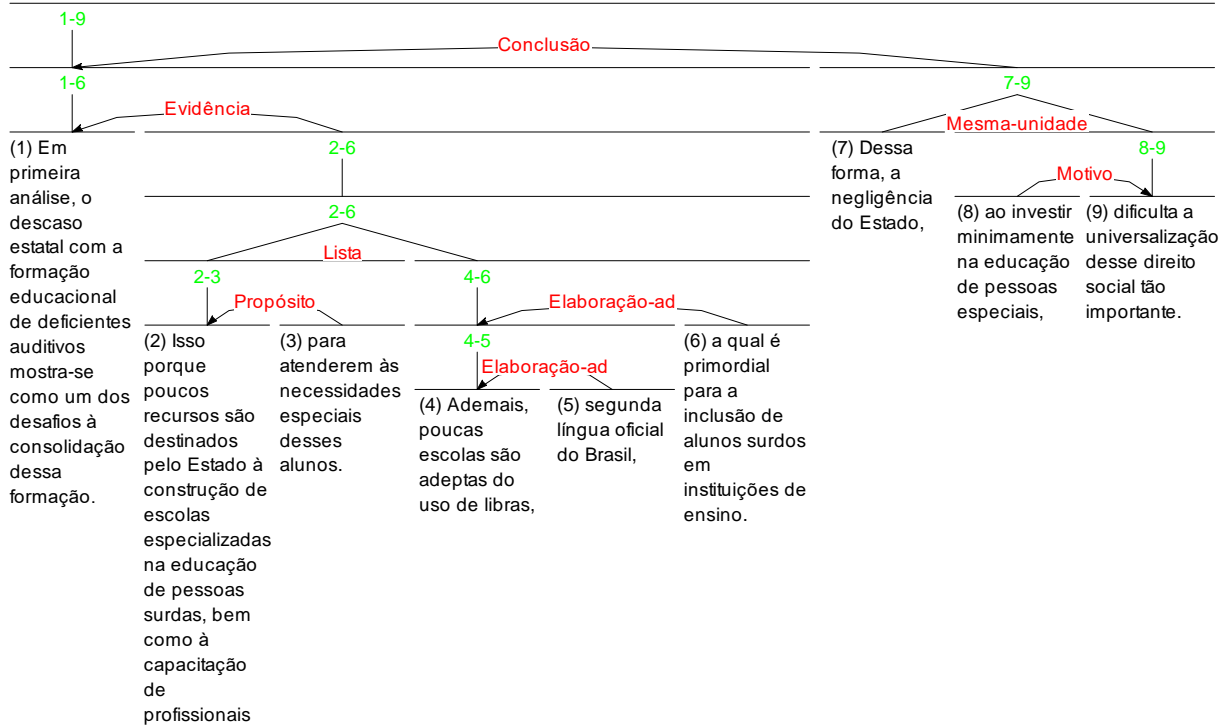 1-9
Conclusão
1-6
7-9
Evidência
Mesma-unidade
(1) Em
primeira
análise, o
descaso
estatal com a
formação
educacional
de deficientes
auditivos
mostra-se
como um dos
desafios à
consolidação
dessa
formação.
2-6
2-6
Lista
2-3
Propósito
(2) Isso
porque
poucos
recursos são
destinados
pelo Estado à
construção de
escolas
especializadas
na educação
de pessoas
surdas, bem
como à
capacitação
de
profissionais
(3) para
atenderem às
necessidades
especiais
desses
alunos.
4-6
Elaboração-ad
4-5
Elaboração-ad
(4) Ademais,
poucas
escolas são
adeptas do
uso de libras,
(5) segunda
língua oficial
do Brasil,
(6) a qual é
primordial
para a
inclusão de
alunos surdos
em
instituições de
ensino.
(7) Dessa
forma, a
negligência
do Estado,
8-9
Motivo
(8) ao investir
minimamente
na educação
de pessoas
especiais,
(9) dificulta a
universalização
desse direito
social tão
importante.